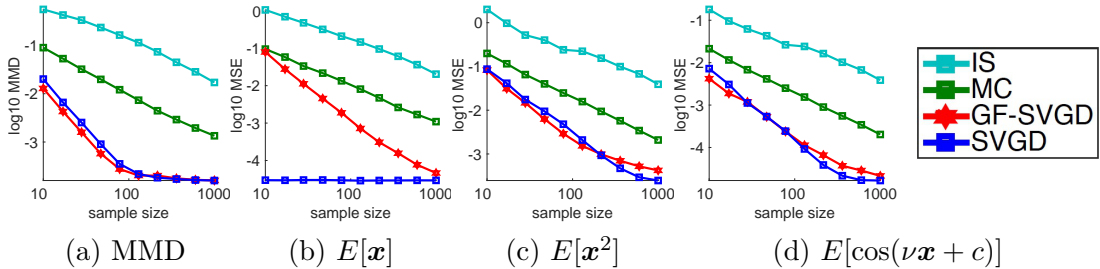 log10 MMD
-1
-2
-3
10
100
1000
sample size
(a) MMD
log10 MSE
0
-1
-2
-3
-4
10
100
1000
sample size
(b) E[x]
log10 MSE
0
-1
-2
-3
10
100
1000
sample size
(c) E[x²]
log10 MSE
-1
-2
-3
-4
10
100
1000
sample size
(d) E[cos(νx + c)]
IS
MC
GF-SVGD
SVGD